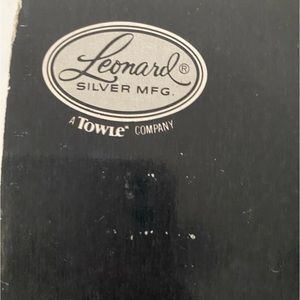 Leonard®
SILVER MFG.
A TOWLE® COMPANY